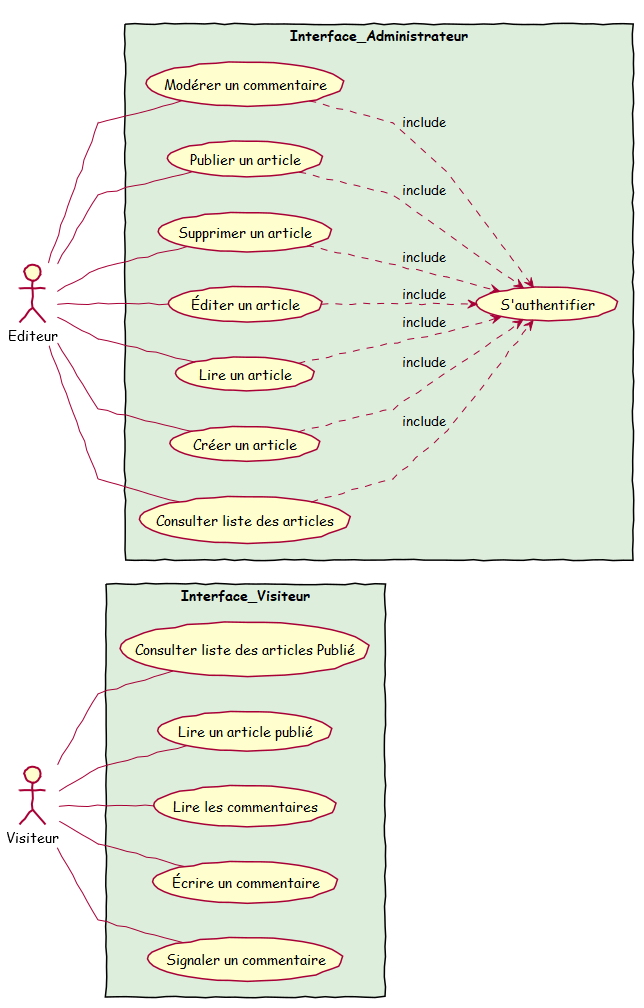 Interface_Administrateur
Modérer un commentaire
include
Publier un article
include
Supprimer un article
include
Éditer un article
include
S'authentifier
Editeur
include
Lire un article
include
Créer un article
include
Consulter liste des articles
Interface_Visiteur
Consulter liste des articles Publié
Lire un article publié
Lire les commentaires
Visiteur
Écrire un commentaire
Signaler un commentaire